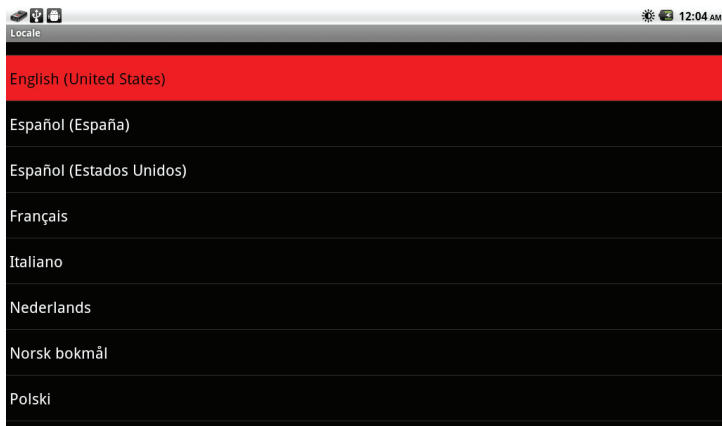 12:04 AM
Locale
English (United States)
Español (España)
Español (Estados Unidos)
Français
Italiano
Nederlands
Norsk bokmål
Polski